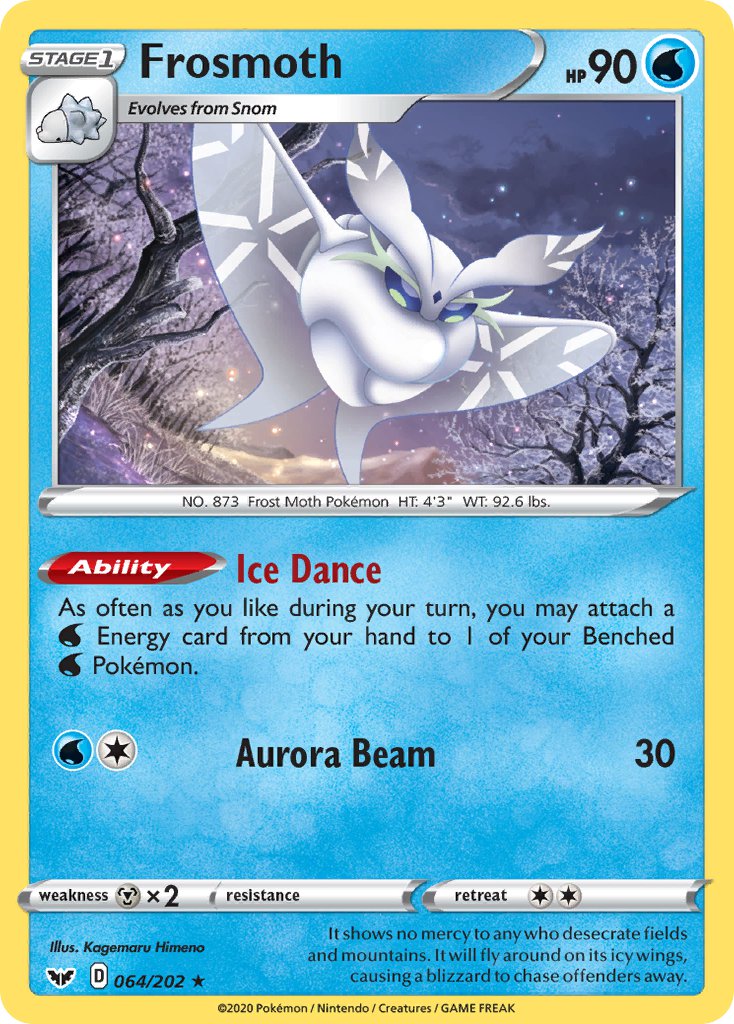 STAGE1
Frosmoth
HP 90
Evolves from Snom
NO. 873 Frost Moth Pokémon HT: 4'3" WT: 92.6 lbs.
Ability Ice Dance
As often as you like during your turn, you may attach a
Energy card from your hand to 1 of your Benched
Pokémon.
Aurora Beam 30
weakness ×2 resistance retreat
Illus. Kagemaru Himeno
It shows no mercy to any who desecrate fields
and mountains. It will fly around on its icy wings,
causing a blizzard to chase offenders away.
D 064/202 ★
©2020 Pokémon / Nintendo / Creatures / GAME FREAK